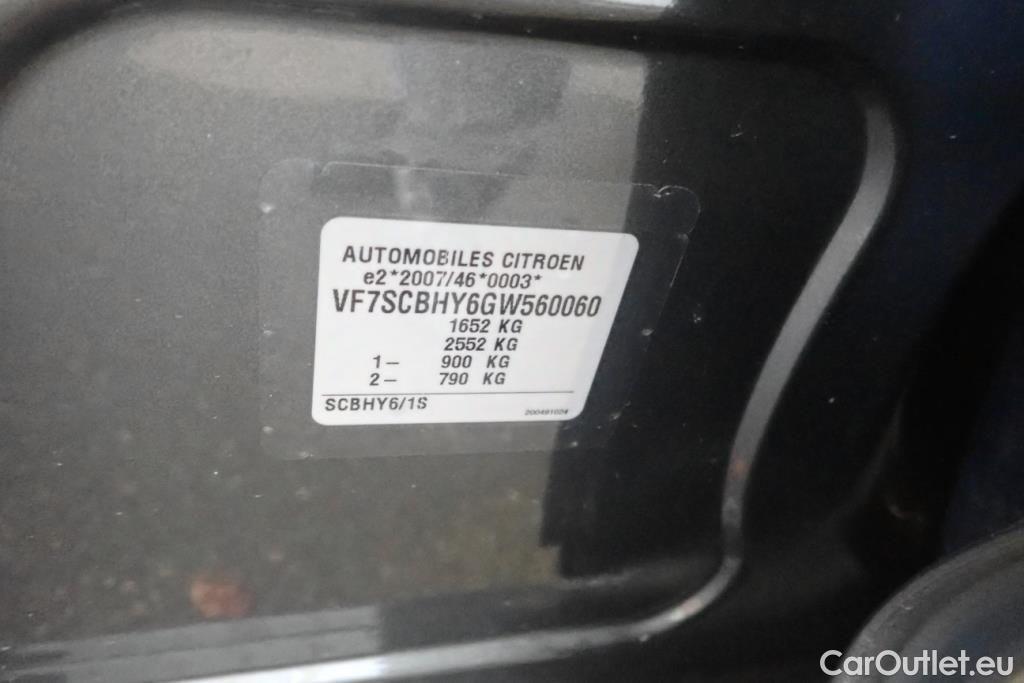 AUTOMOBILES CITROEN
e2*2007/46*0003*
VF7SCBHY6GW560060
1652 KG
2552 KG
1- 900 KG
2- 790 KG
SCBHY6/1S
200491024
CarOutlet.eu